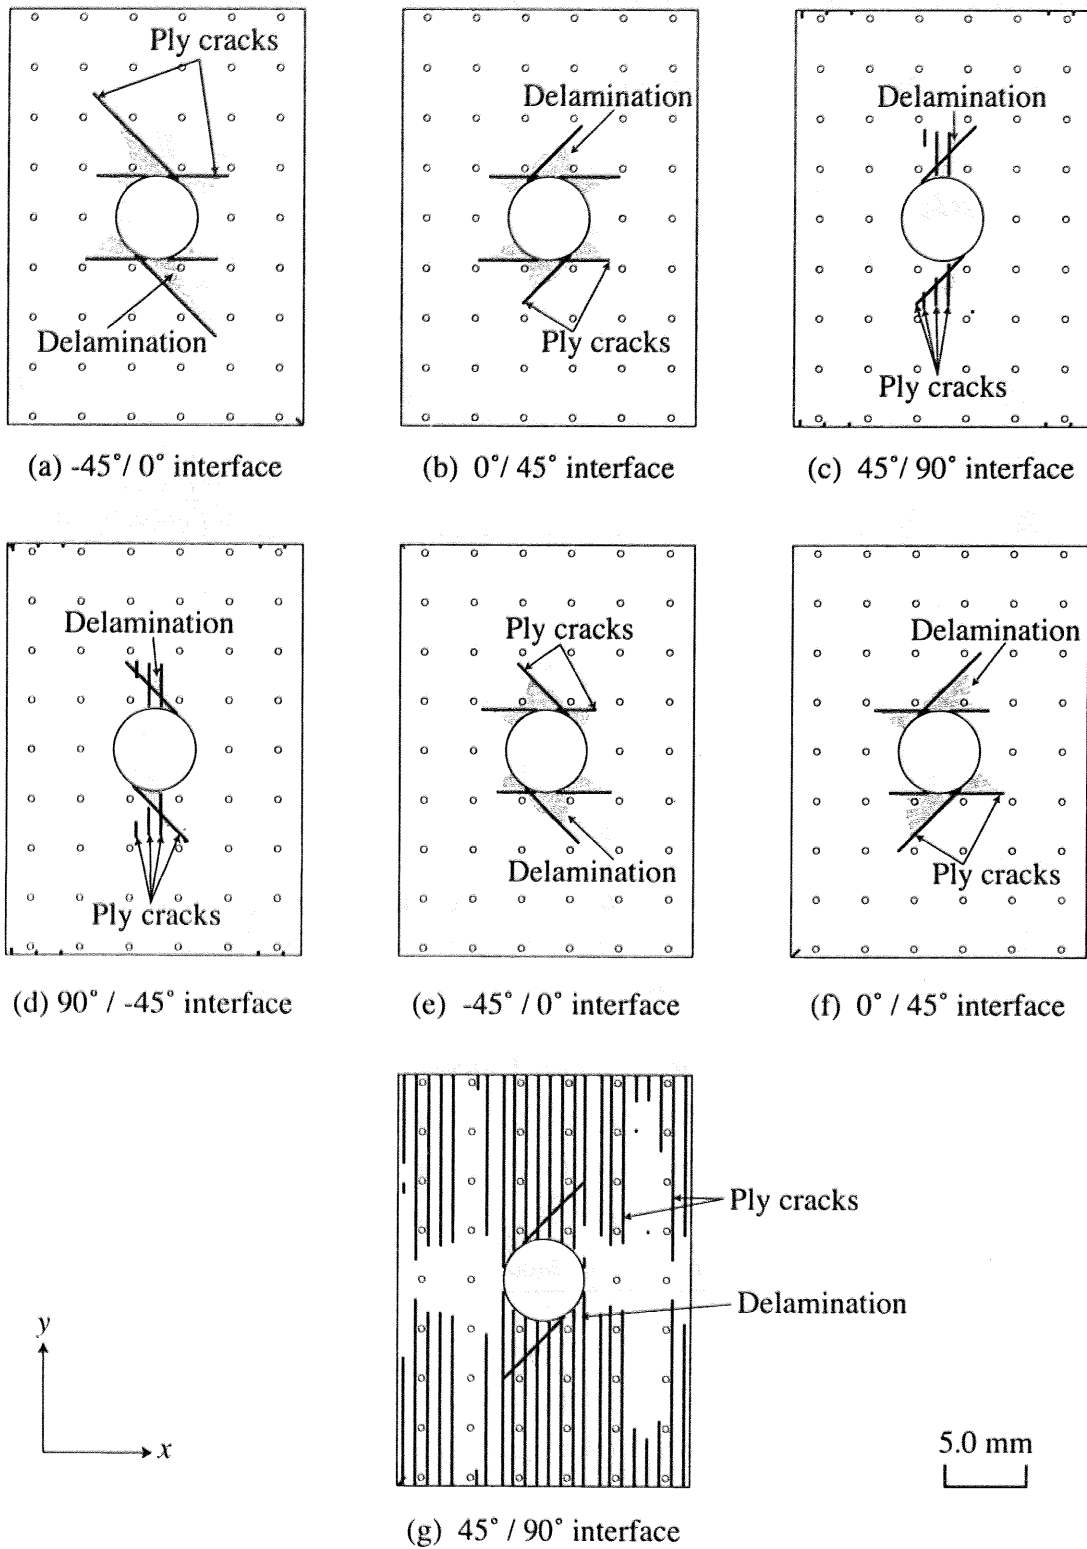 Ply cracks
Delamination
(a) -45°/ 0° interface
Delamination
Ply cracks
(b) 0°/ 45° interface
Delamination
Ply cracks
(c) 45°/ 90° interface
Delamination
Ply cracks
(d) 90° / -45° interface
Ply cracks
Delamination
(e) -45° / 0° interface
Delamination
Ply cracks
(f) 0° / 45° interface
Ply cracks
Delamination
y
x
5.0 mm
(g) 45° / 90° interface